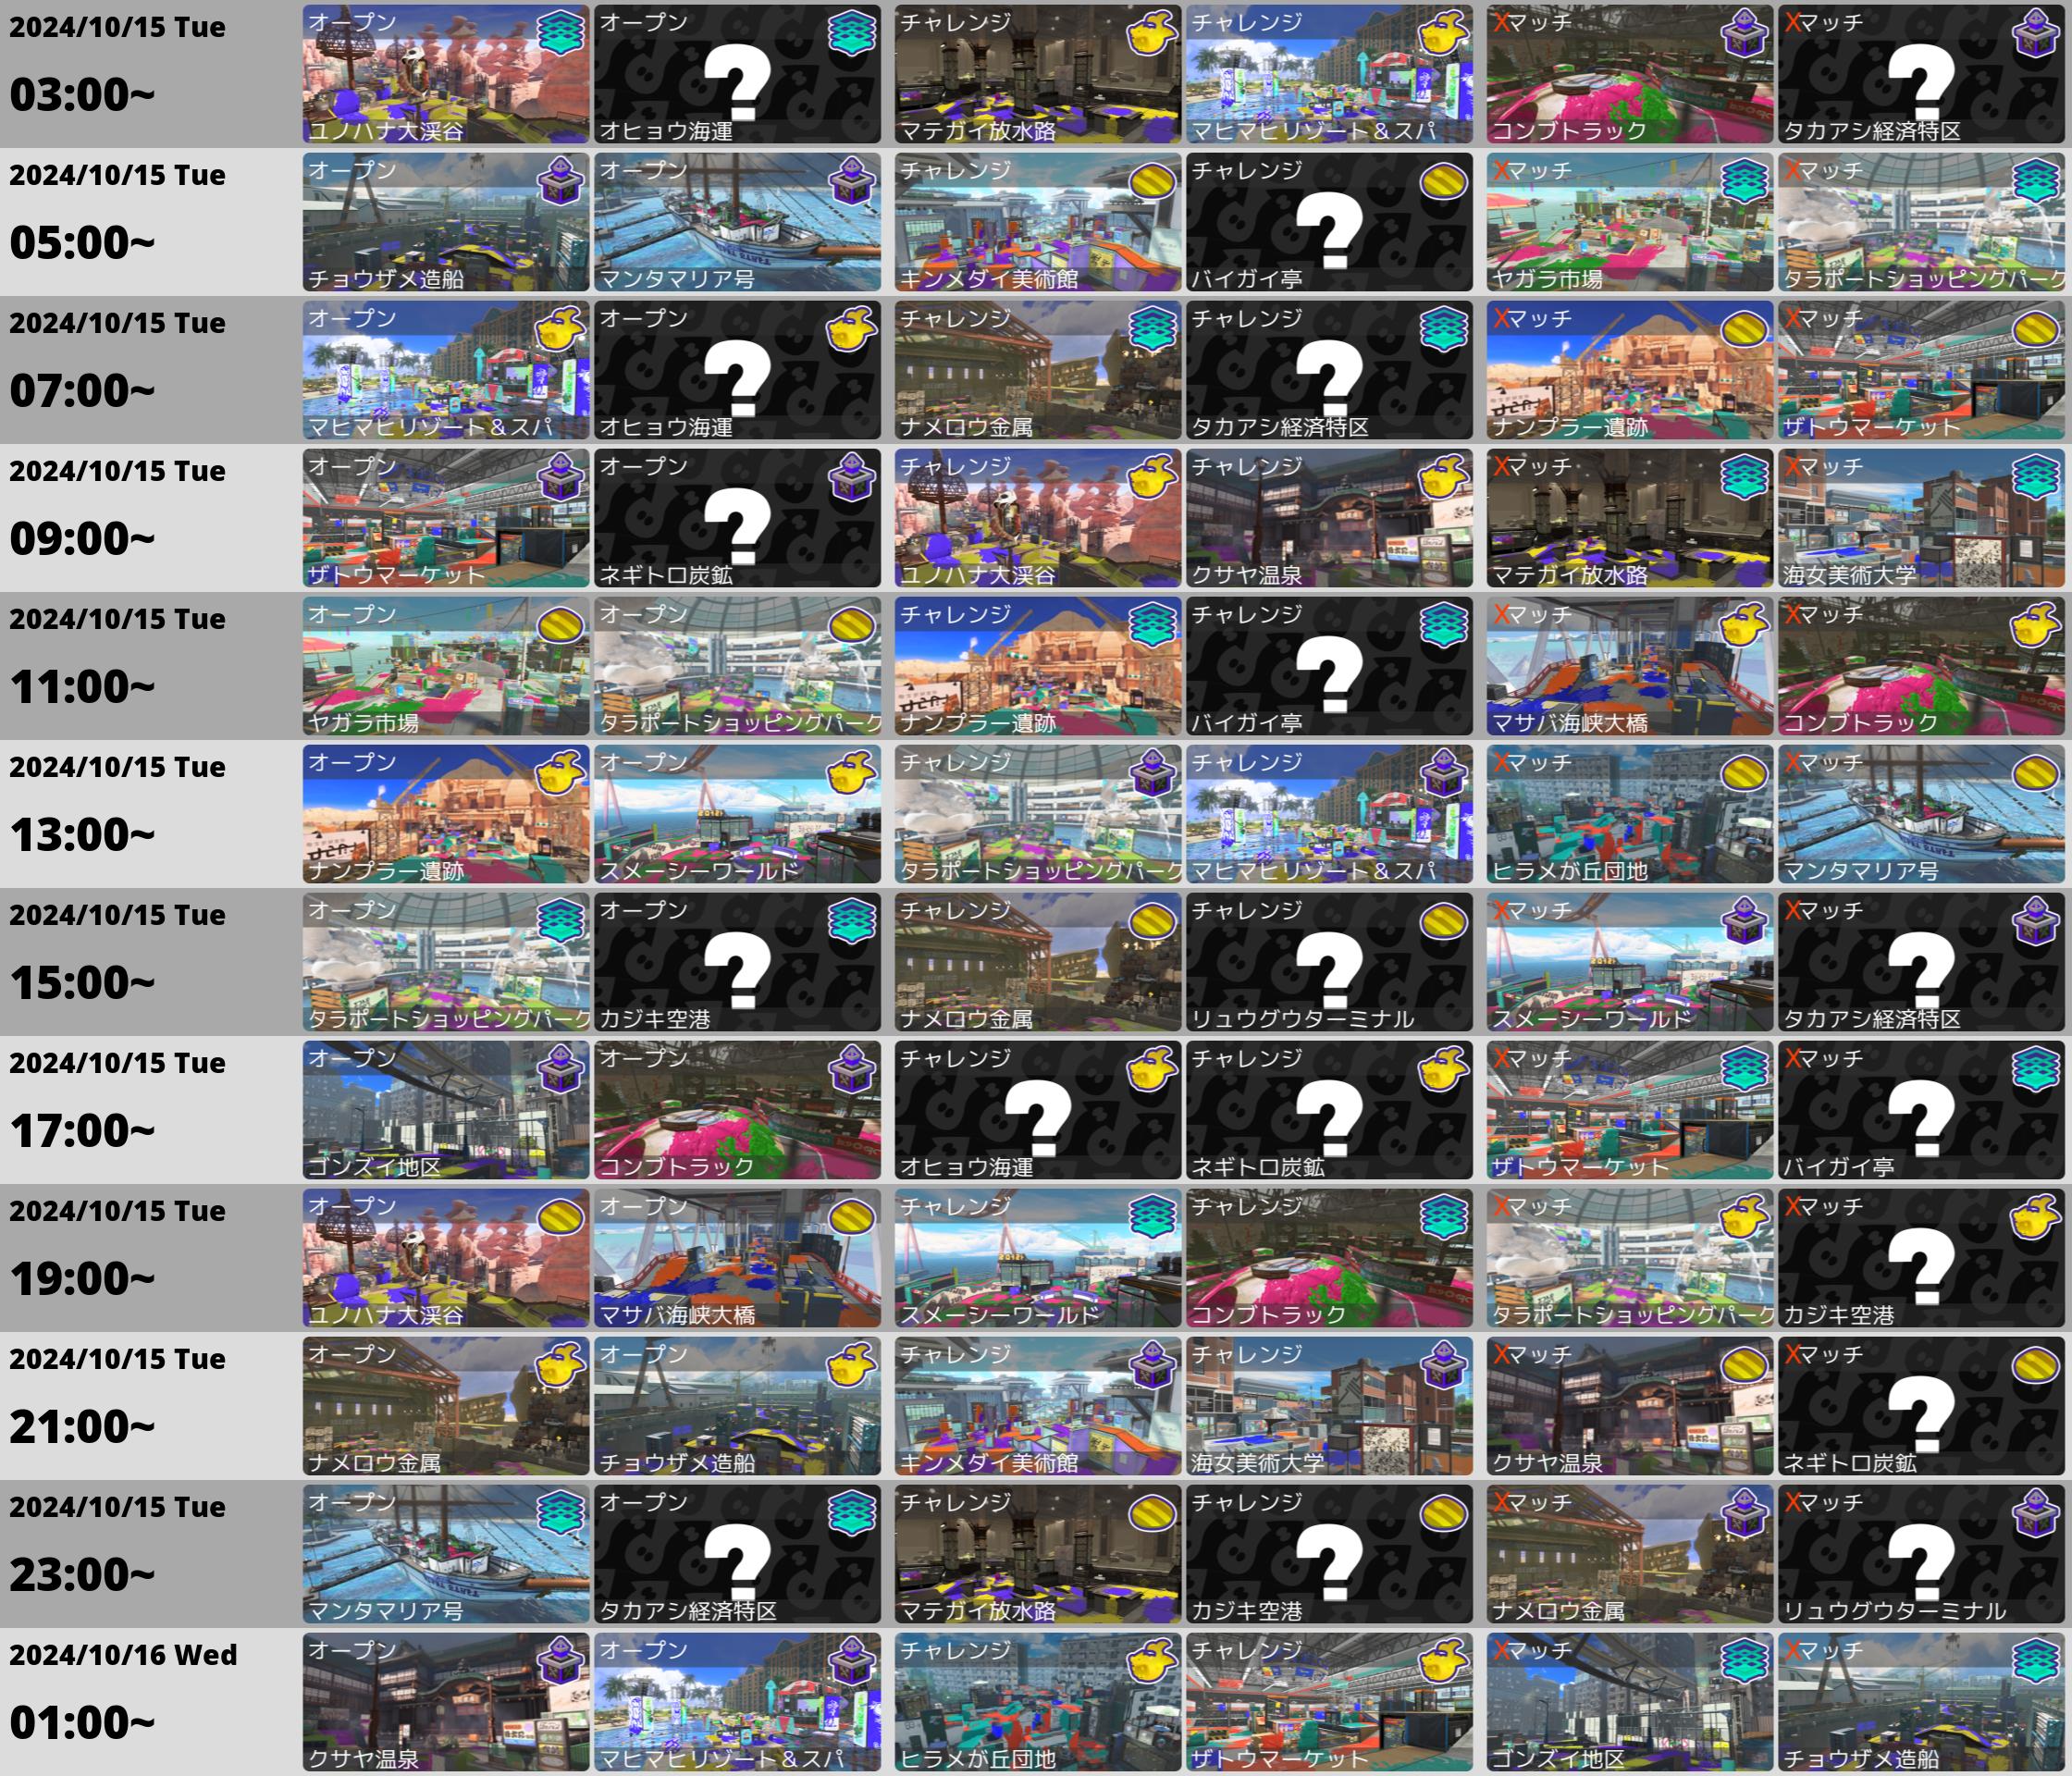 2024/10/15 Tue
03:00~
オープン
ユノハナ大渓谷
オープン
オヒョウ海運
チャレンジ
マテガイ放水路
チャレンジ
マヒマヒリゾート＆スパ
Xマッチ
コンブトラック
Xマッチ
タカアシ経済特区
2024/10/15 Tue
05:00~
オープン
チョウザメ造船
オープン
マンタマリア号
チャレンジ
キンメダイ美術館
チャレンジ
バイガイ亭
Xマッチ
ヤガラ市場
Xマッチ
タラポートショッピングパーク
2024/10/15 Tue
07:00~
オープン
マヒマヒリゾート＆スパ
オープン
オヒョウ海運
チャレンジ
ナメロウ金属
チャレンジ
タカアシ経済特区
Xマッチ
ナンプラー遺跡
Xマッチ
ザトウマーケット
2024/10/15 Tue
09:00~
オープン
ザトウマーケット
オープン
ネギトロ炭鉱
チャレンジ
ユノハナ大渓谷
チャレンジ
クサヤ温泉
Xマッチ
マテガイ放水路
Xマッチ
海女美術大学
2024/10/15 Tue
11:00~
オープン
ヤガラ市場
オープン
タラポートショッピングパーク
チャレンジ
ナンプラー遺跡
チャレンジ
バイガイ亭
Xマッチ
マサバ海峡大橋
Xマッチ
コンブトラック
2024/10/15 Tue
13:00~
オープン
ナンプラー遺跡
オープン
スメーシーワールド
チャレンジ
タラポートショッピングパーク
チャレンジ
マヒマヒリゾート＆スパ
Xマッチ
ヒラメが丘団地
Xマッチ
マンタマリア号
2024/10/15 Tue
15:00~
オープン
タラポートショッピングパーク
オープン
カジキ空港
チャレンジ
ナメロウ金属
チャレンジ
リュウグウターミナル
Xマッチ
スメーシーワールド
Xマッチ
タカアシ経済特区
2024/10/15 Tue
17:00~
オープン
ゴンズイ地区
オープン
コンブトラック
チャレンジ
オヒョウ海運
チャレンジ
ネギトロ炭鉱
Xマッチ
ザトウマーケット
Xマッチ
バイガイ亭
2024/10/15 Tue
19:00~
オープン
ユノハナ大渓谷
オープン
マサバ海峡大橋
チャレンジ
スメーシーワールド
チャレンジ
コンブトラック
Xマッチ
タラポートショッピングパーク
Xマッチ
カジキ空港
2024/10/15 Tue
21:00~
オープン
ナメロウ金属
オープン
チョウザメ造船
チャレンジ
キンメダイ美術館
チャレンジ
海女美術大学
Xマッチ
クサヤ温泉
Xマッチ
ネギトロ炭鉱
2024/10/15 Tue
23:00~
オープン
マンタマリア号
オープン
タカアシ経済特区
チャレンジ
マテガイ放水路
チャレンジ
カジキ空港
Xマッチ
ナメロウ金属
Xマッチ
リュウグウターミナル
2024/10/16 Wed
01:00~
オープン
クサヤ温泉
オープン
マヒマヒリゾート＆スパ
チャレンジ
ヒラメが丘団地
チャレンジ
ザトウマーケット
Xマッチ
ゴンズイ地区
Xマッチ
チョウザメ造船